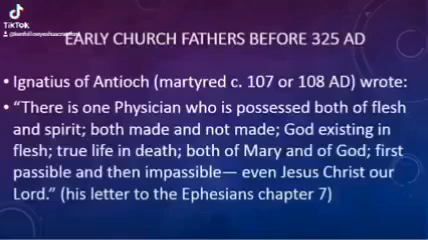 TikTok
EARLY CHURCH FATHERS BEFORE 325 AD
• Ignatius of Antioch (martyred c. 107 or 108 AD) wrote:
• “There is one Physician who is possessed both of flesh
and spirit; both made and not made; God existing in
flesh; true life in death; both of Mary and of God; first
passible and then impassible— even Jesus Christ our
Lord.” (his letter to the Ephesians chapter 7)